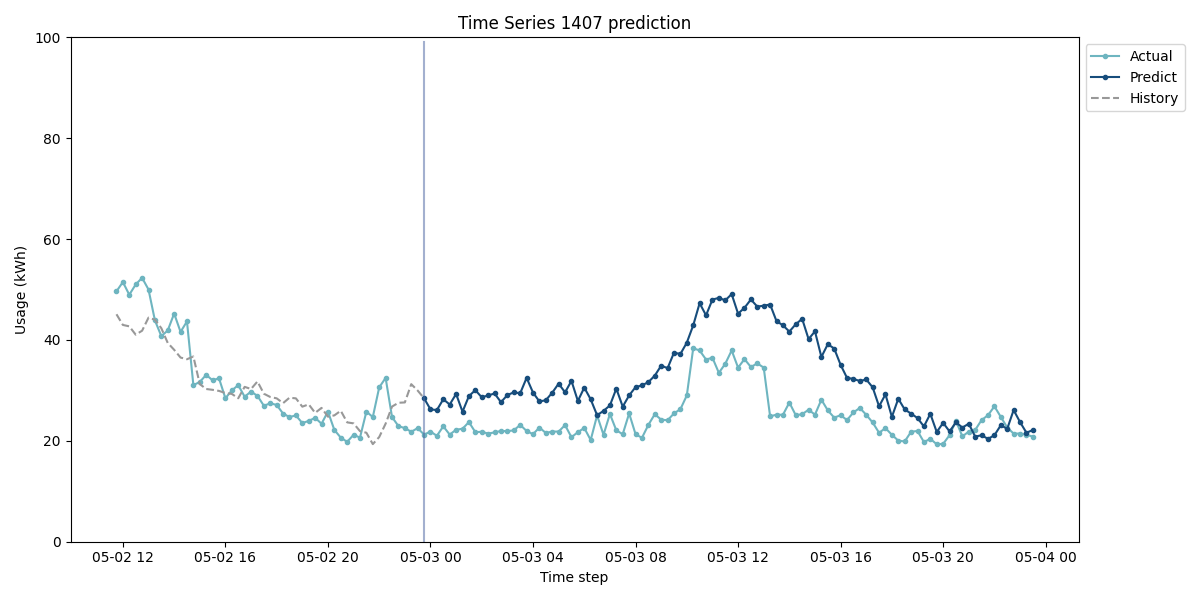 Time Series 1407 prediction
100
80
60
40
20
0
Usage (kWh)
05-02 12
05-02 16
05-02 20
05-03 00
05-03 04
05-03 08
05-03 12
05-03 16
05-03 20
05-04 00
Time step
Actual
Predict
History